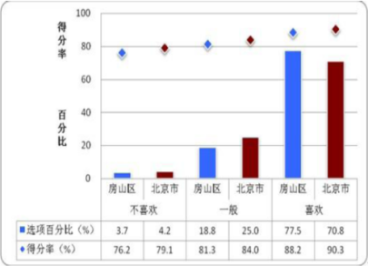 得分率 百分比
100
80
60
40
20
0
房山区 北京市 房山区 北京市 房山区 北京市
不喜欢 一般 喜欢
选项百分比（%） 3.7 4.2 18.8 25.0 77.5 70.8
得分率（%） 76.2 79.1 81.3 84.0 88.2 90.3